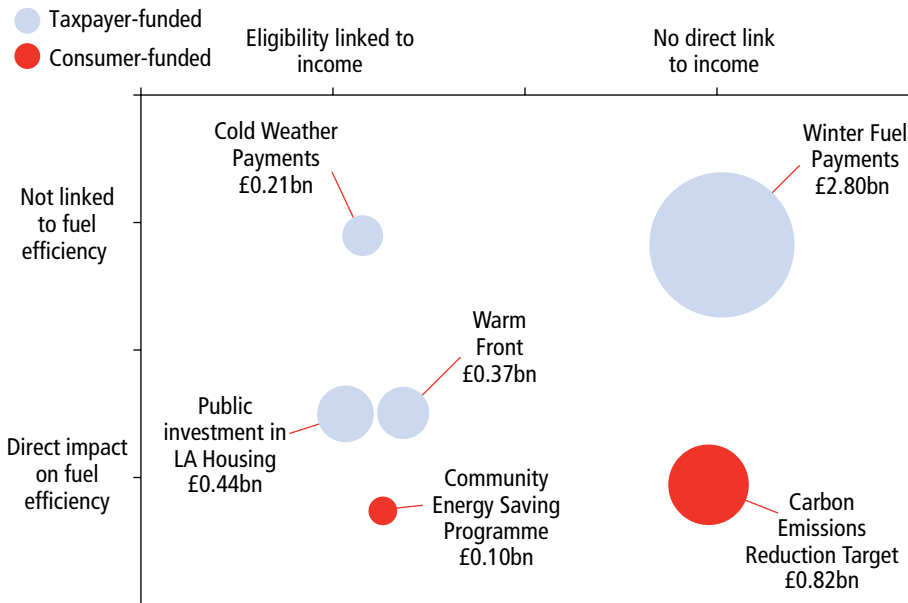 Taxpayer-funded
Consumer-funded
Eligibility linked to
income
No direct link
to income
Not linked
to fuel
efficiency
Direct impact
on fuel
efficiency
Cold Weather
Payments
£0.21bn
Winter Fuel
Payments
£2.80bn
Warm
Front
£0.37bn
Public
investment in
LA Housing
£0.44bn
Community
Energy Saving
Programme
£0.10bn
Carbon
Emissions
Reduction Target
£0.82bn